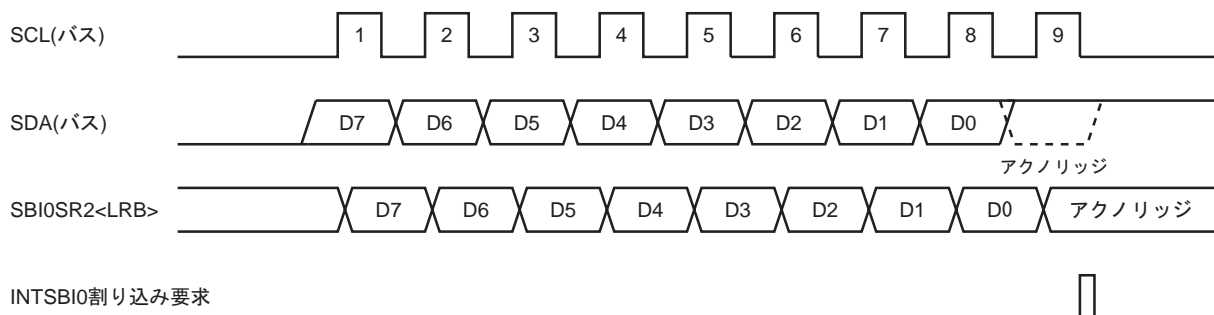 SCL(バス)
1 2 3 4 5 6 7 8 9
SDA(バス)
D7 D6 D5 D4 D3 D2 D1 D0
アクノリッジ
SBI0SR2<LRB>
D7 D6 D5 D4 D3 D2 D1 D0 アクノリッジ
INTSBI0割り込み要求